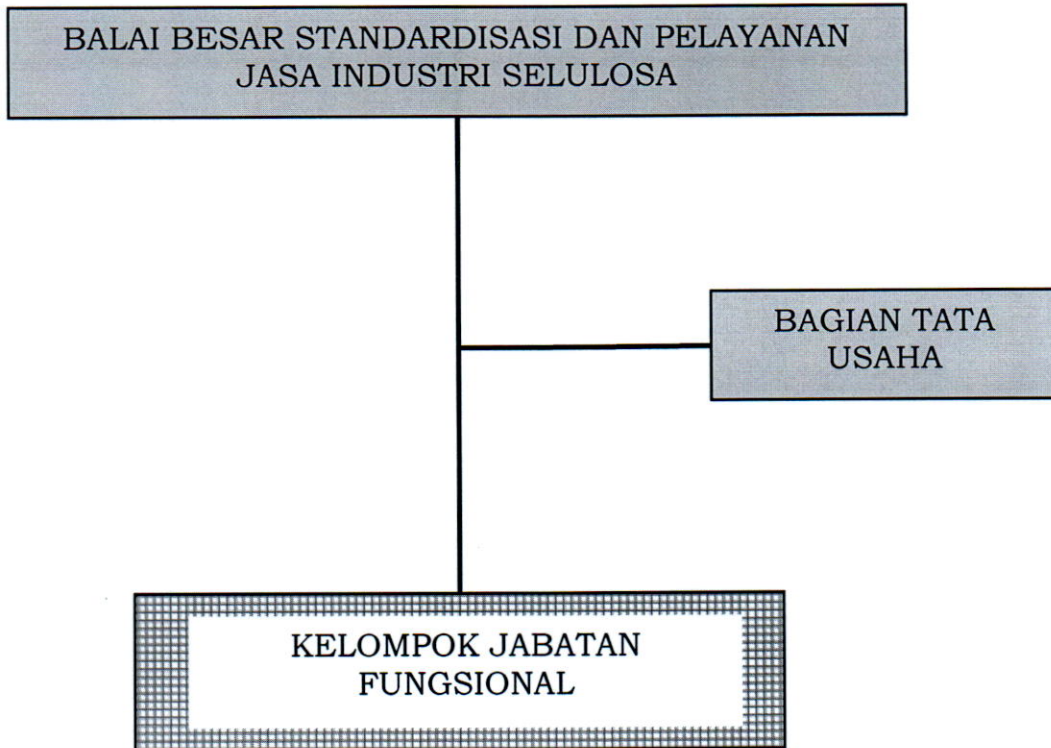 BALAI BESAR STANDARDISASI DAN PELAYANAN
JASA INDUSTRI SELULOSA
BAGIAN TATA
USAHA
KELOMPOK JABATAN
FUNGSIONAL